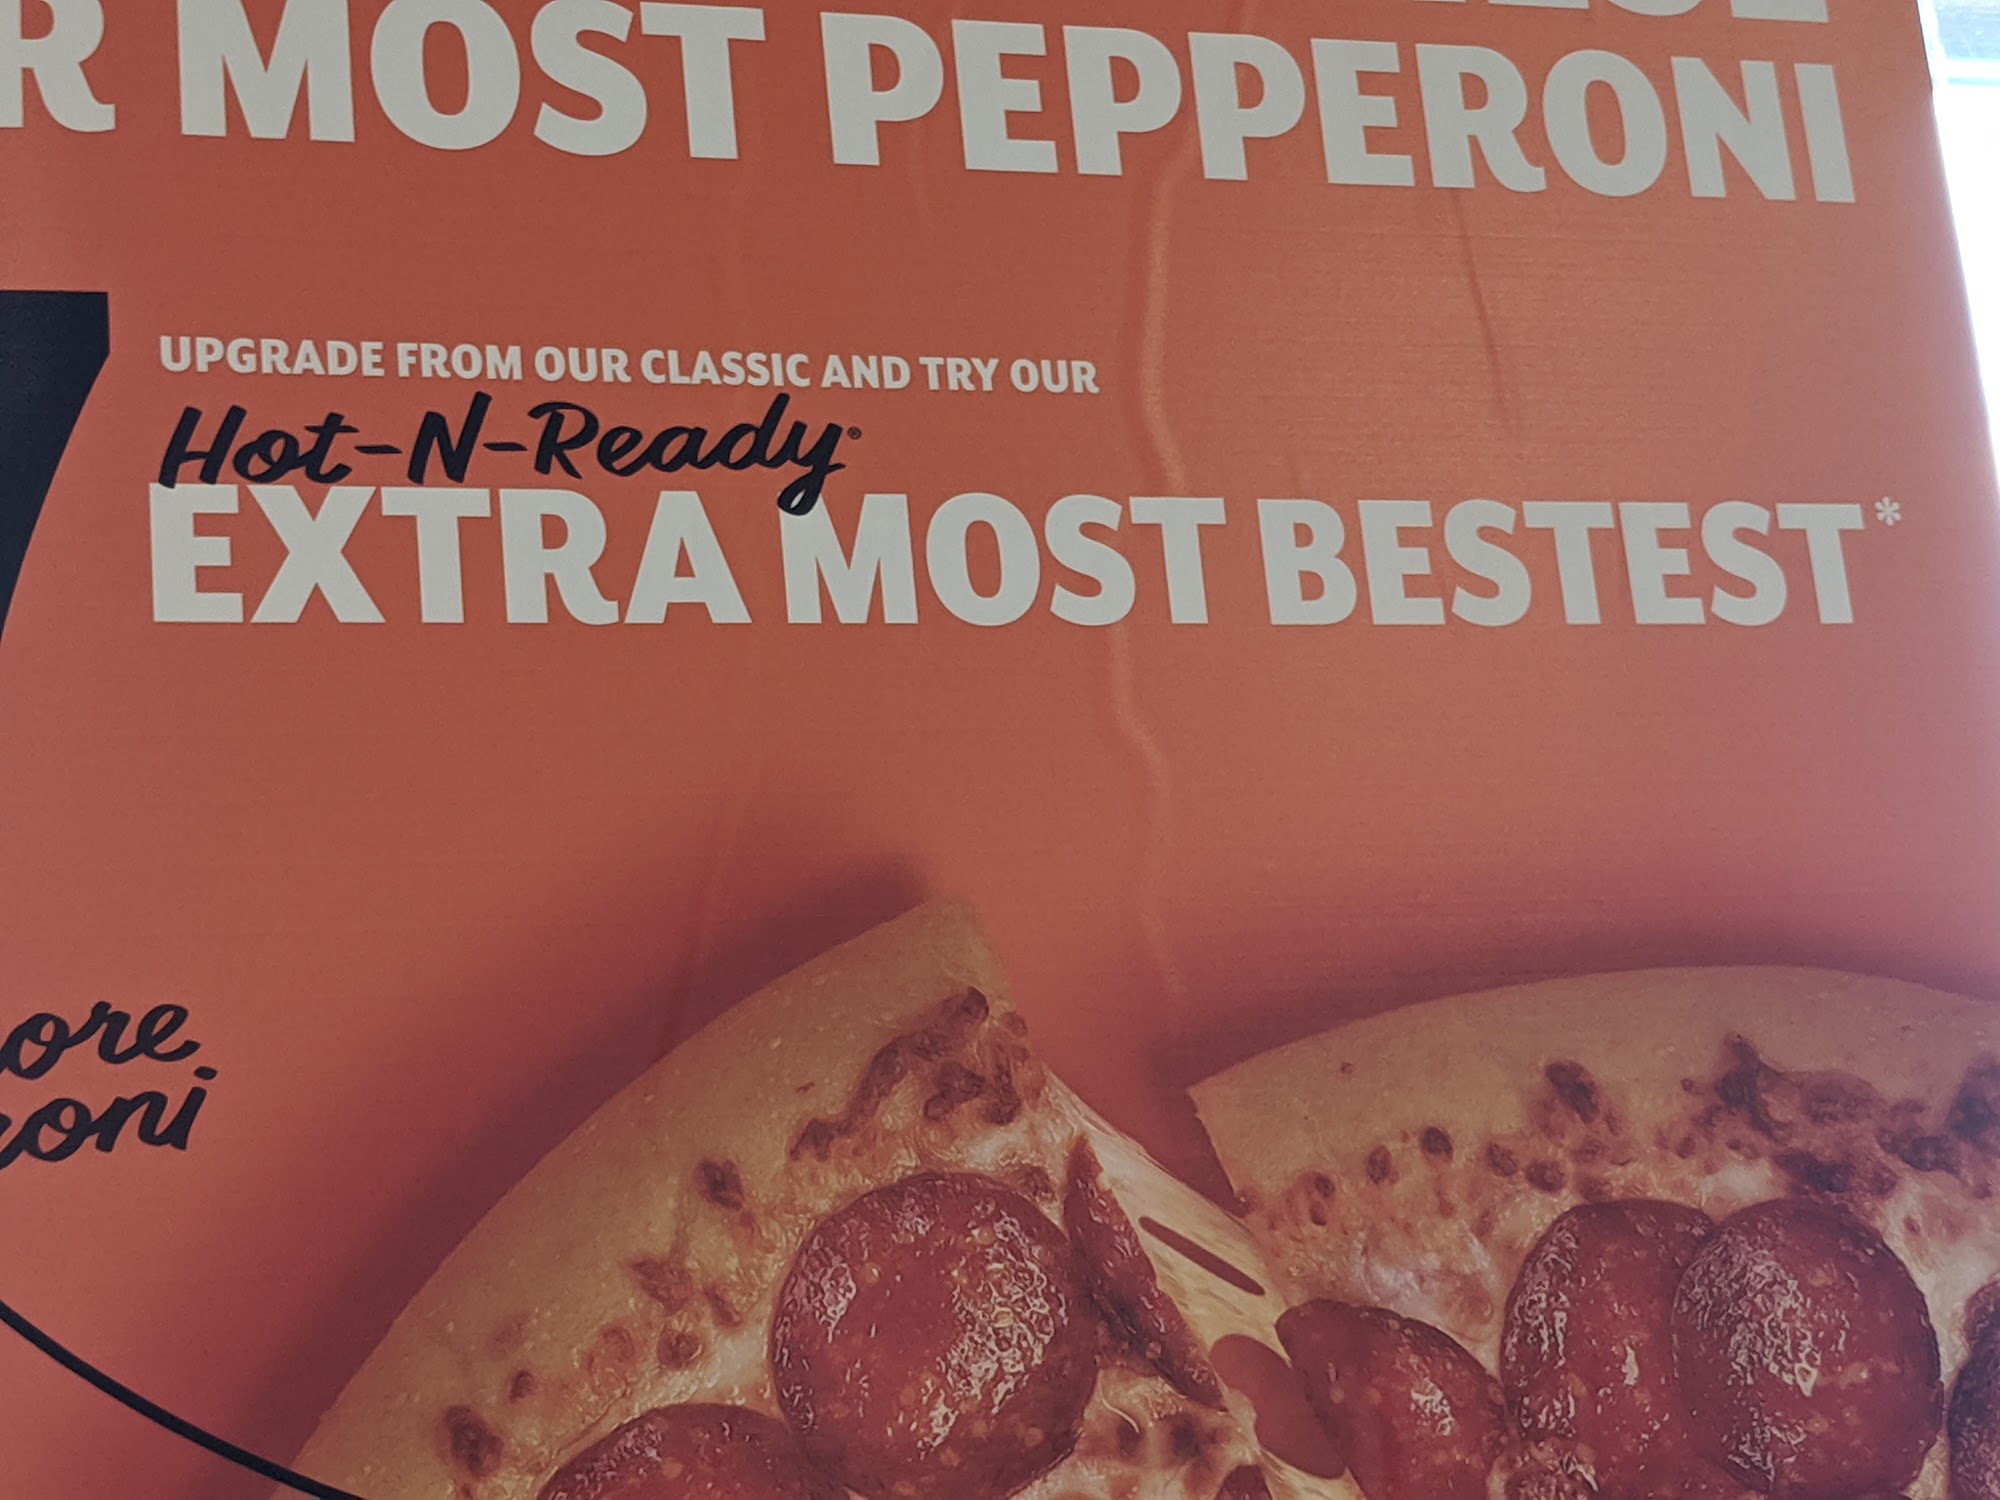 MOST PEPPERONI
UPGRADE FROM OUR CLASSIC AND TRY OUR
Hot-N-Ready®
EXTRA MOST BESTEST*